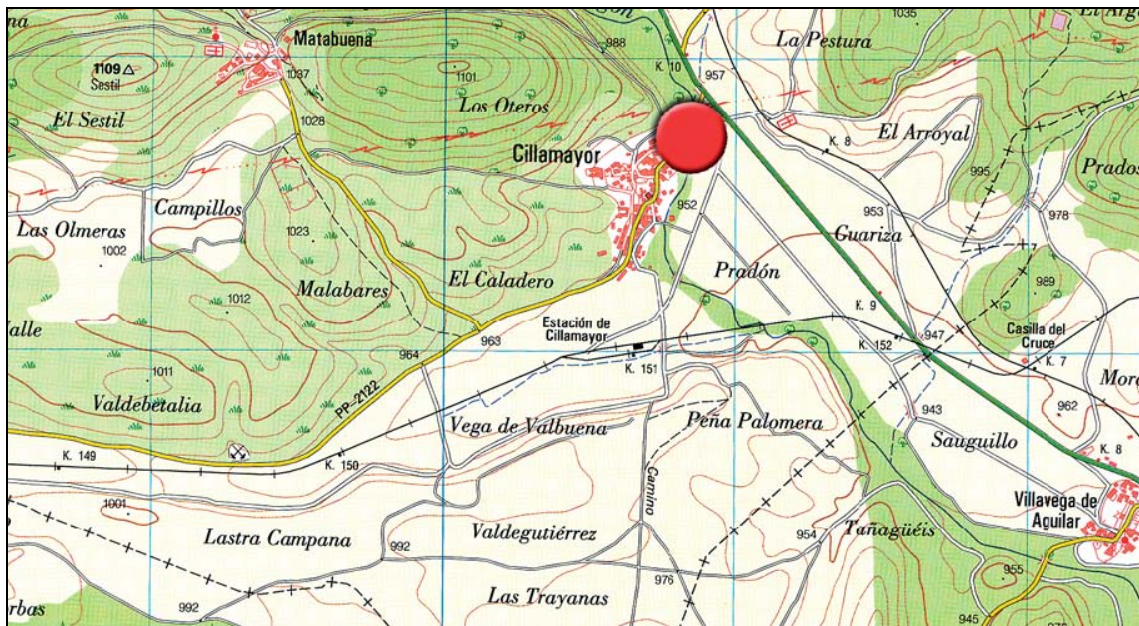 Matabuena
988
1035
La Pestura
K. 10
957
1109
Sestil
1037
1101
Los Oteros
El Sestil
1028
Cillamayor
El Arroyal
K. 8
995
Prados
Campillos
952
953
978
Las Olmeras
1002
1023
Guariza
Malabares
El Caladero
Pradón
989
1012
K. 9
Estación de
Cillamayor
963
964
947
K. 152
Casilla del
Cruce
K. 7
K. 151
1011
Valdebetalia
PP-2122
Vega de Valbuena
Peña Palomera
943
962
Sauguillo
K. 149
K. 150
K. 8
Camino
Villavega de
Aguilar
1001
Lastra Campana
Valdegutiérrez
954
Tañagüéis
992
976
955
Las Trayanas
992
945